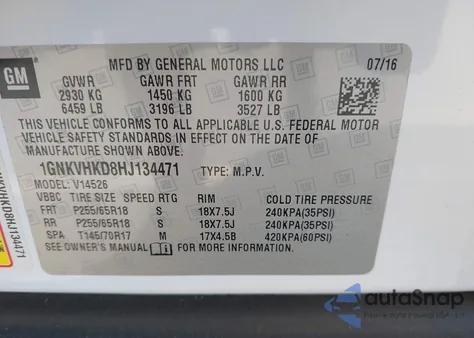 GM
MFD BY GENERAL MOTORS LLC 07/16
GVWR GAWR FRT GAWR RR
2930 KG 1450 KG 1600 KG
6459 LB 3196 LB 3527 LB
THIS VEHICLE CONFORMS TO ALL APPLICABLE U.S. FEDERAL MOTOR
VEHICLE SAFETY STANDARDS IN EFFECT ON THE DATE OF
MANUFACTURE SHOWN ABOVE.
1GNKVHKD8HJ134471 TYPE: M.P.V.
MODEL: V14526
VBBC TIRE SIZE SPEED RTG RIM COLD TIRE PRESSURE
FRT P255/65R18 S 18X7.5J 240KPA(35PSI)
RR P255/65R18 S 18X7.5J 240KPA(35PSI)
SPA T145/70R17 M 17X4.5B 420KPA(60PSI)
SEE OWNER'S MANUAL FOR MORE INFORMATION.
NKVHKD8HJ134471
autoSnap